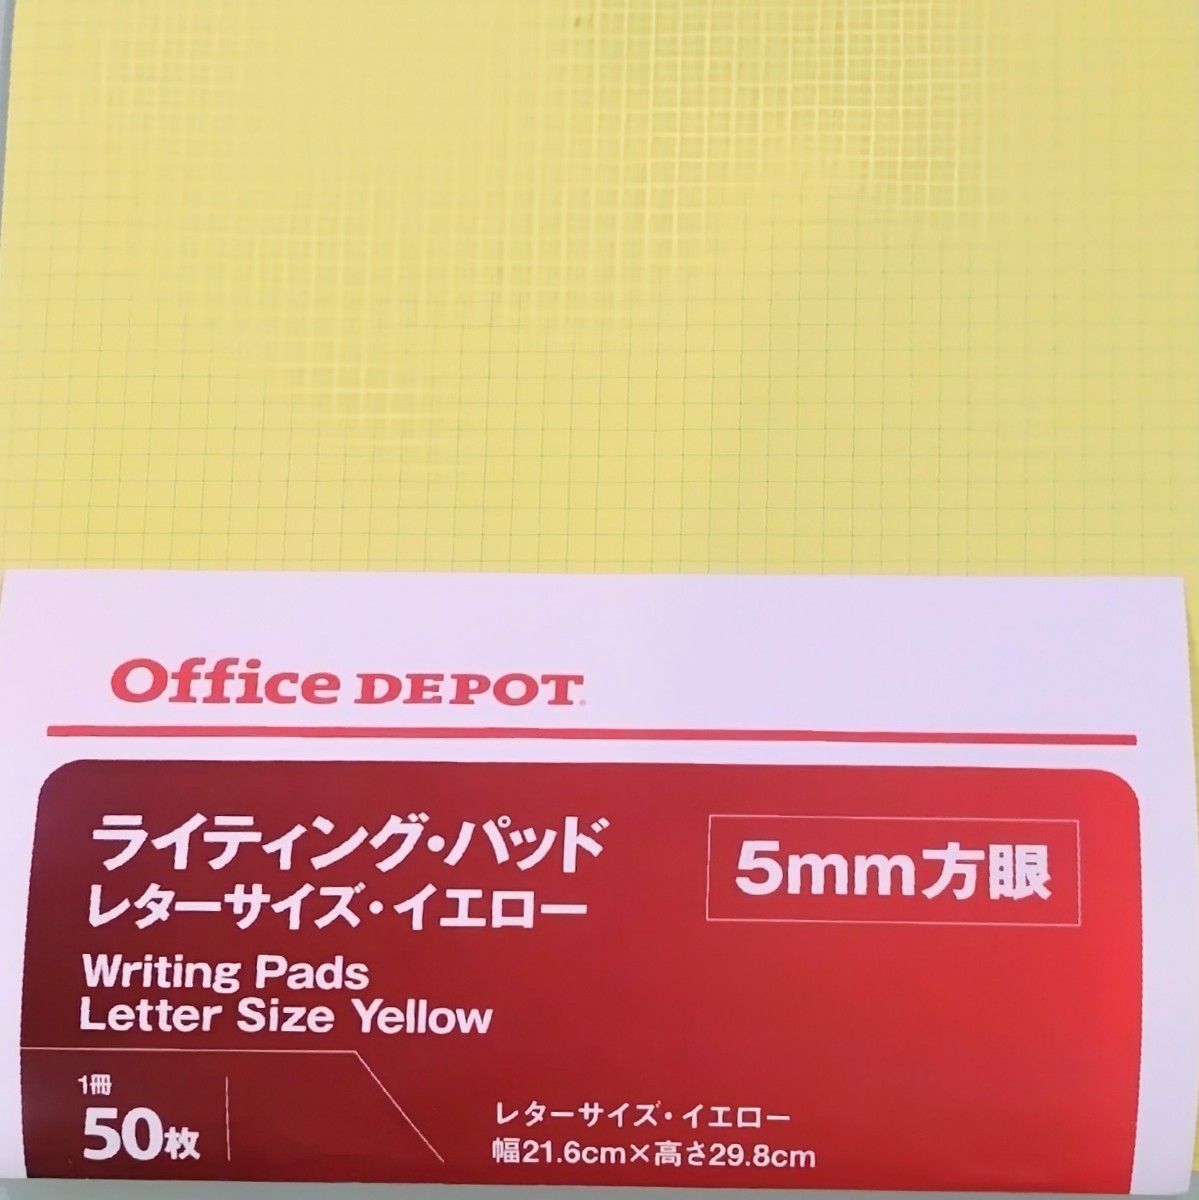 Office DEPOT
ライティング・パッド
レターサイズ・イエロー
5mm方眼
Writing Pads
Letter Size Yellow
1冊
50枚
レターサイズ・イエロー
幅21.6cm×高さ29.8cm